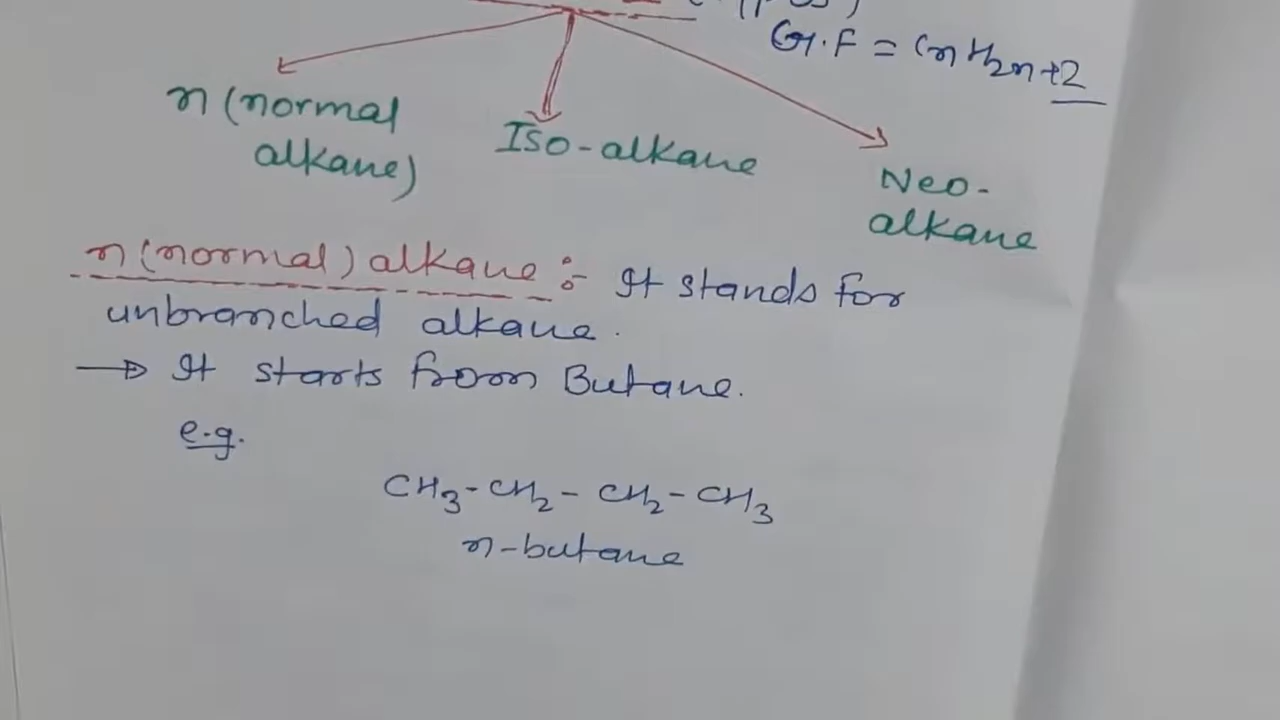 G.F = CnH2n+2
n (normal alkane)
Iso-alkane
Neo-alkane
n (normal) alkane :- It stands for
unbranched alkane.
→ It starts from Butane.
e.g.
CH3-CH2-CH2-CH3
n-butane